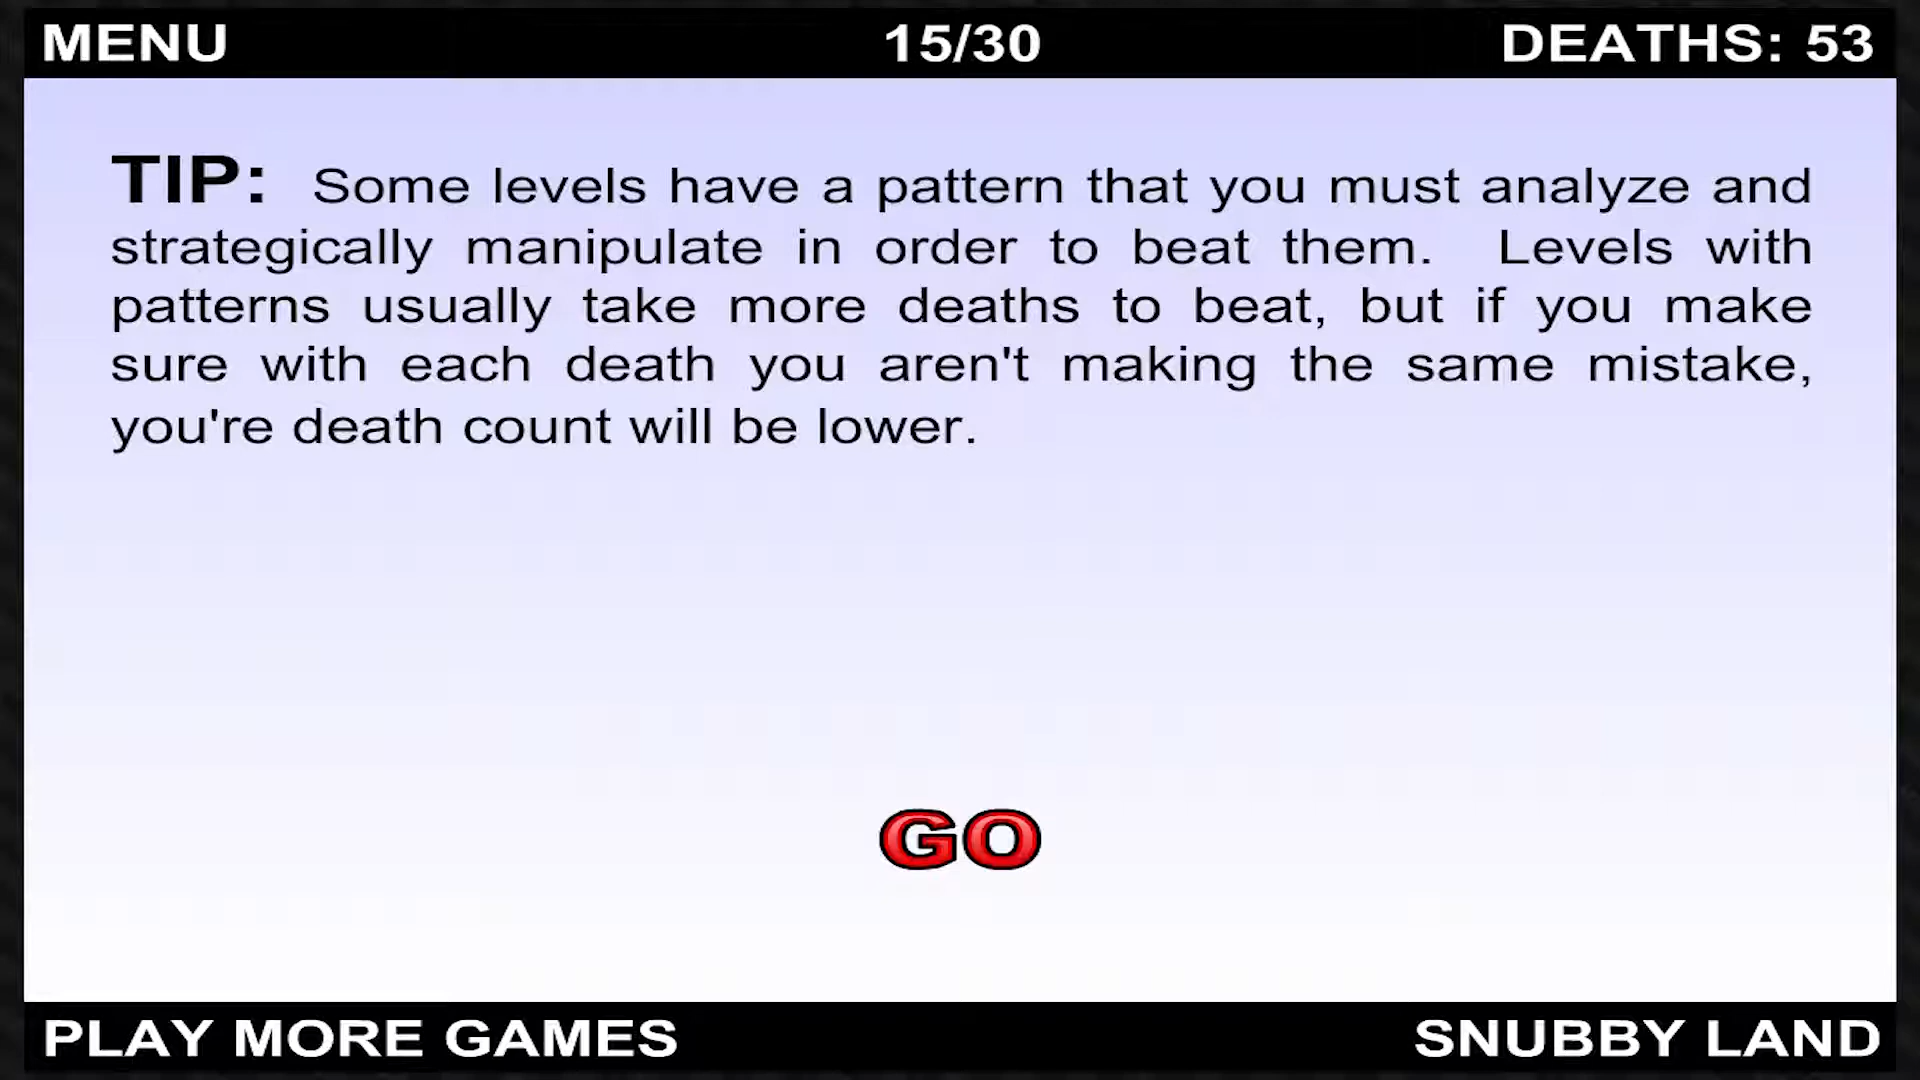 MENU 15/30 DEATHS: 53
TIP: Some levels have a pattern that you must analyze and
strategically manipulate in order to beat them. Levels with
patterns usually take more deaths to beat, but if you make
sure with each death you aren't making the same mistake,
you're death count will be lower.
GO
PLAY MORE GAMES SNUBBY LAND